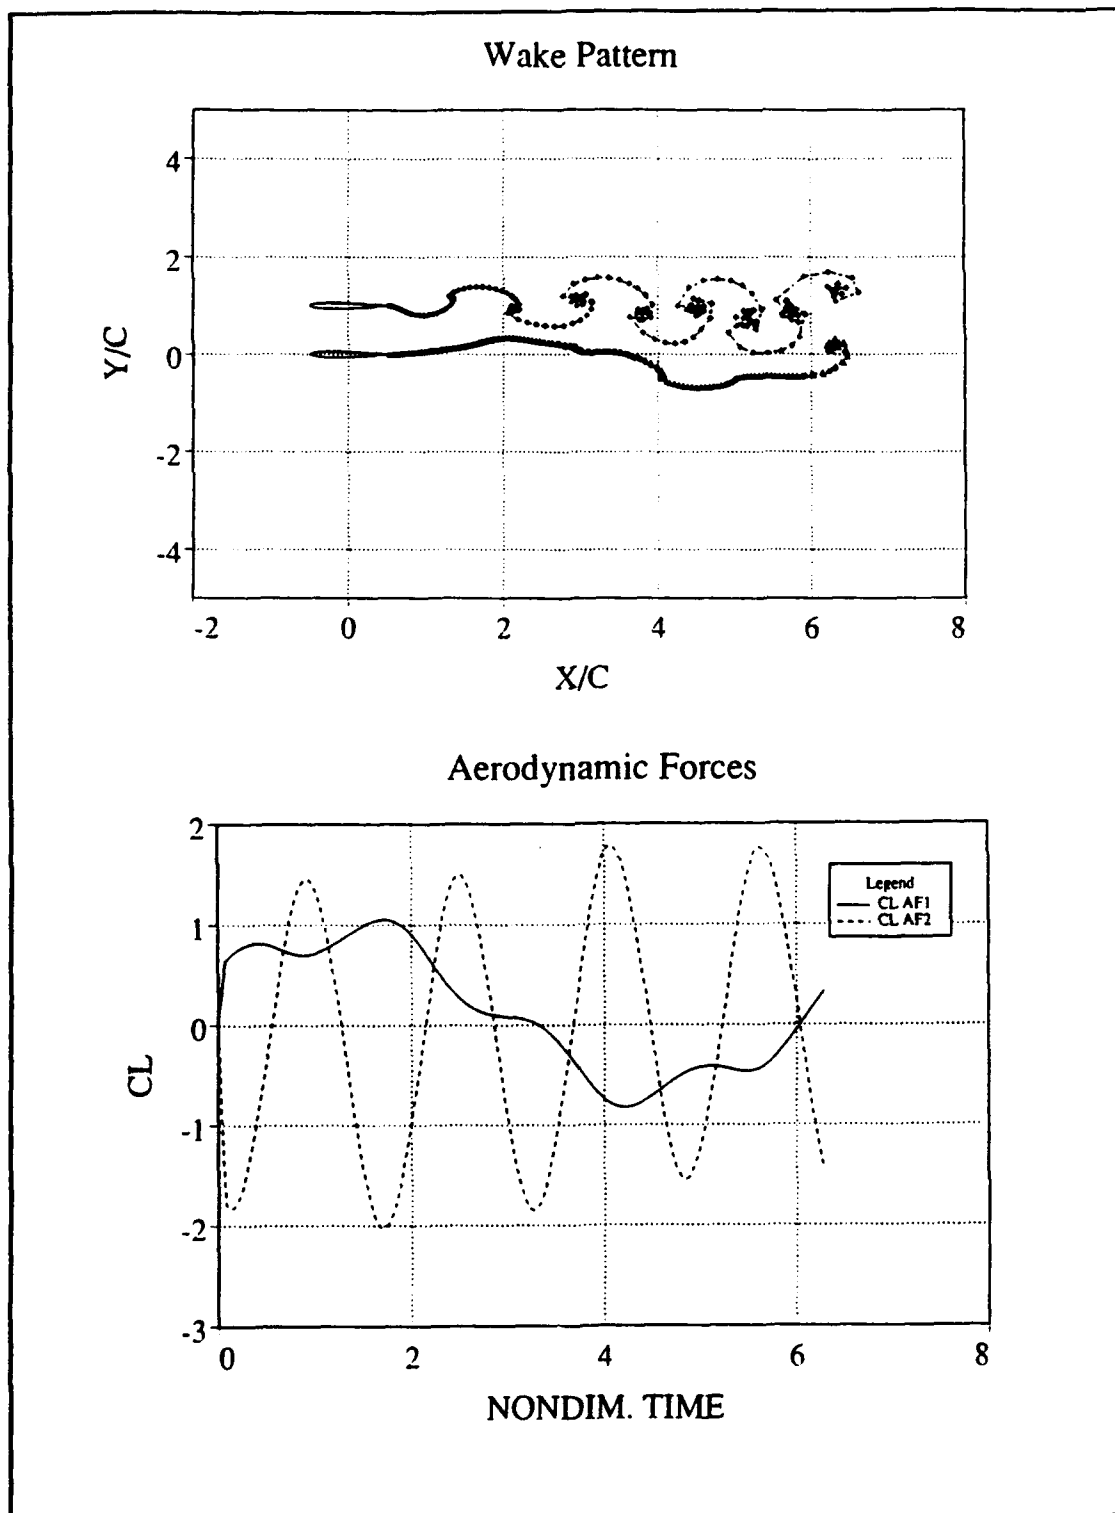 Wake Pattern
4
2
0
-2
-4
Y/C
-2 0 2 4 6 8
X/C
Aerodynamic Forces
2
1
0
-1
-2
-3
CL
Legend
CL AF1
CL AF2
0 2 4 6 8
NONDIM. TIME